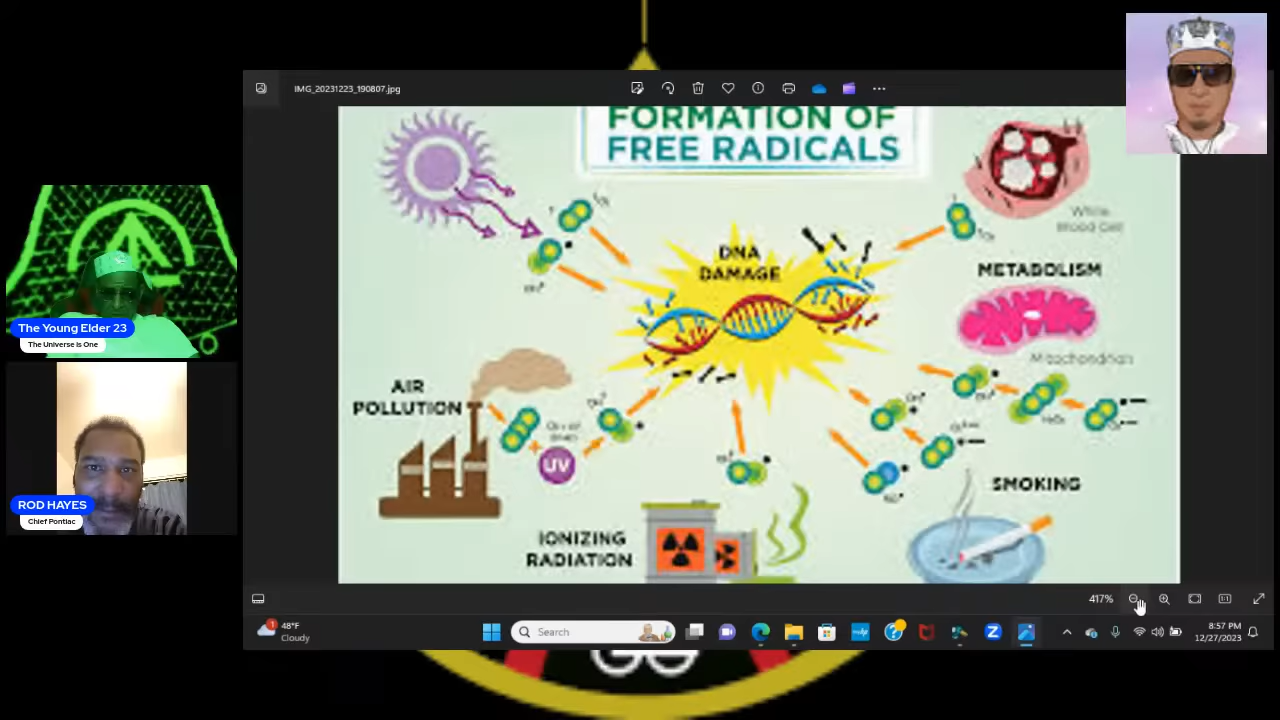 IMG_20231223_190807.jpg
FORMATION OF
FREE RADICALS
DNA
DAMAGE
White
Blood Cell
METABOLISM
Mitochondrion
AIR
POLLUTION
UV
IONIZING
RADIATION
SMOKING
The Young Elder 23
The Universe Is One
ROD HAYES
Chief Pontiac
417%
1
48°F
Cloudy
Search
8:57 PM
12/27/2023